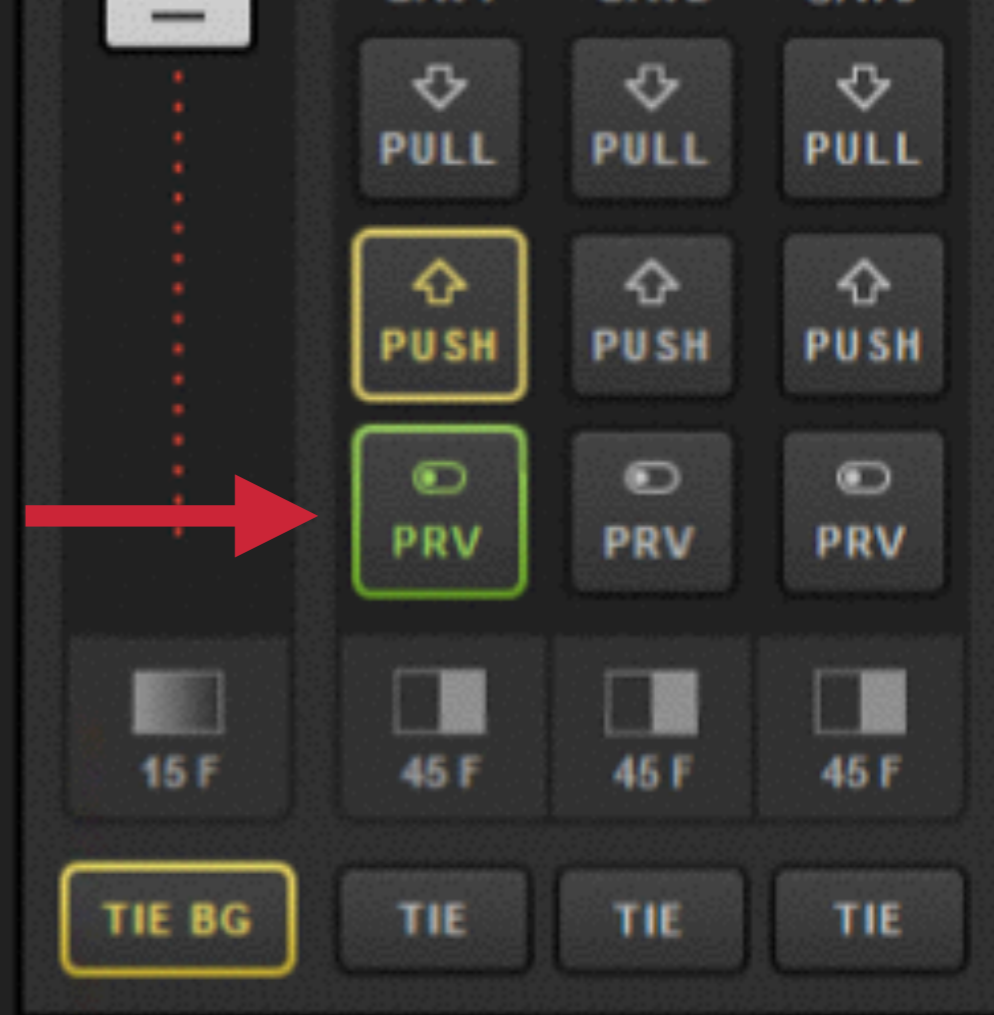 PULL PULL PULL
PUSH PUSH PUSH
PRV PRV PRV
15 F 45 F 45 F 45 F
TIE BG TIE TIE TIE